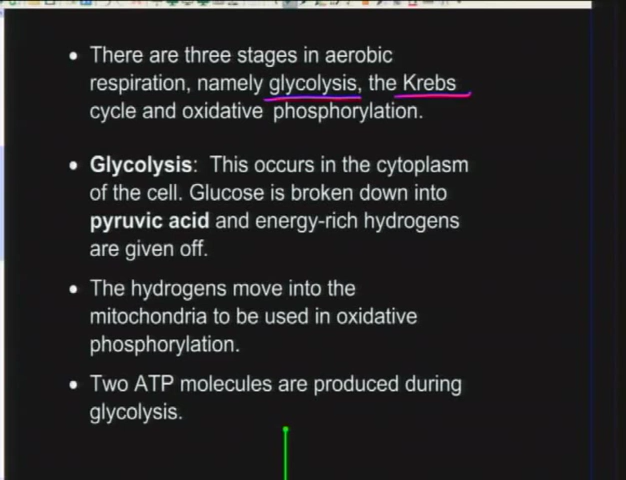 • There are three stages in aerobic
respiration, namely glycolysis, the Krebs
cycle and oxidative phosphorylation.
• Glycolysis: This occurs in the cytoplasm
of the cell. Glucose is broken down into
pyruvic acid and energy-rich hydrogens
are given off.
• The hydrogens move into the
mitochondria to be used in oxidative
phosphorylation.
• Two ATP molecules are produced during
glycolysis.